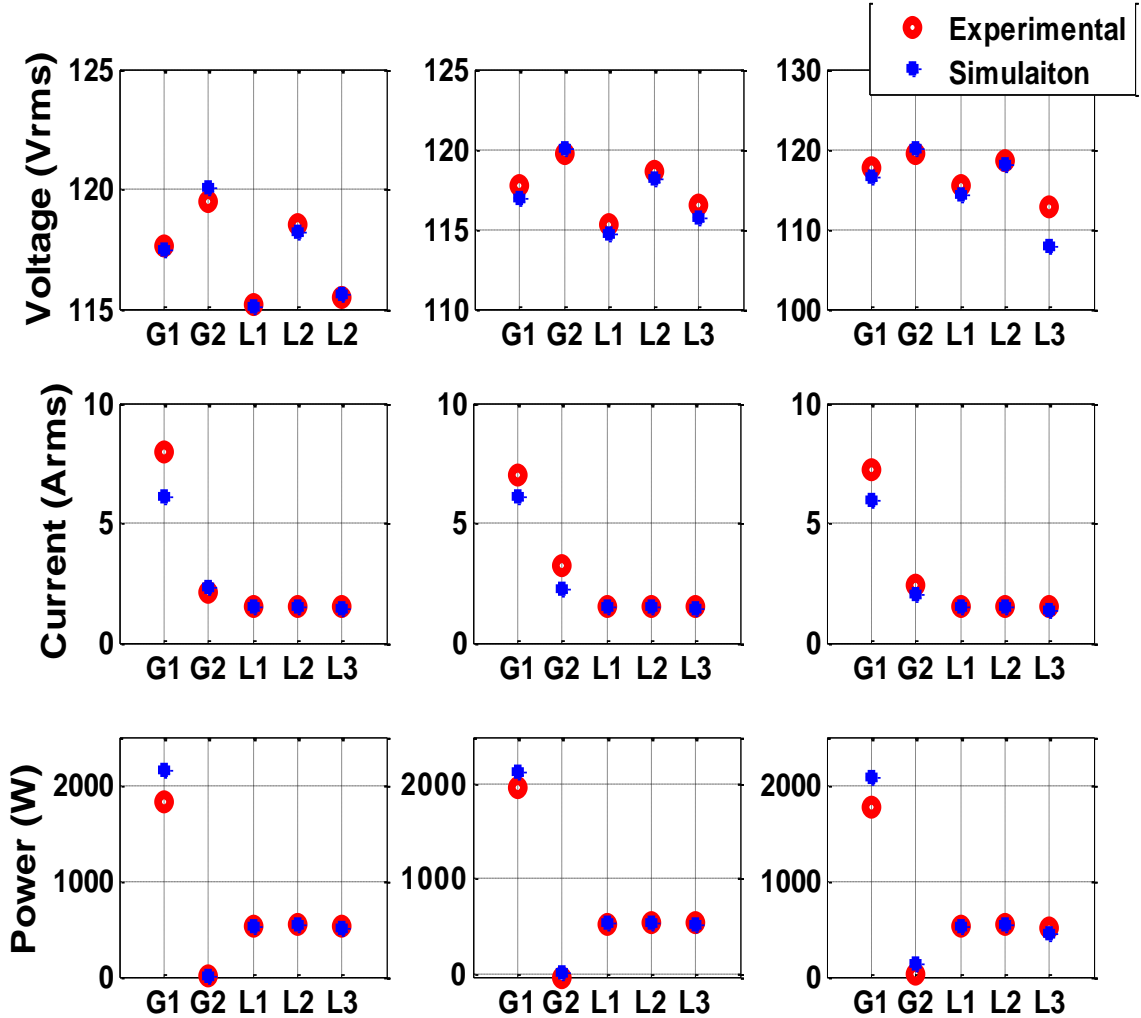 Experimental
Simulaiton
Voltage (Vrms)
125
120
115
G1 G2 L1 L2 L2
125
120
115
110
G1 G2 L1 L2 L3
130
120
110
100
G1 G2 L1 L2 L3
Current (Arms)
10
5
0
G1 G2 L1 L2 L3
10
5
0
G1 G2 L1 L2 L3
10
5
0
G1 G2 L1 L2 L3
Power (W)
2000
1000
0
G1 G2 L1 L2 L3
2000
1000
0
G1 G2 L1 L2 L3
2000
1000
0
G1 G2 L1 L2 L3